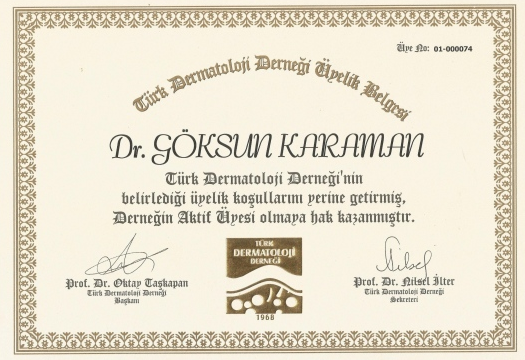 Üye No: 01-000074
Türk Dermatoloji Derneği Üyelik Belgesi
Dr. GÖKSUN KARAMAN
Türk Dermatoloji Derneği'nin
belirlediği üyelik koşullarını yerine getirmiş,
Derneğin Aktif Üyesi olmaya hak kazanmıştır.
TÜRK
DERMATOLOJİ
DERNEĞİ
1968
Prof. Dr. Oktay Taşkapan
Türk Dermatoloji Derneği
Başkanı
Prof. Dr. Nilsel İlter
Türk Dermatoloji Derneği
Sekreteri